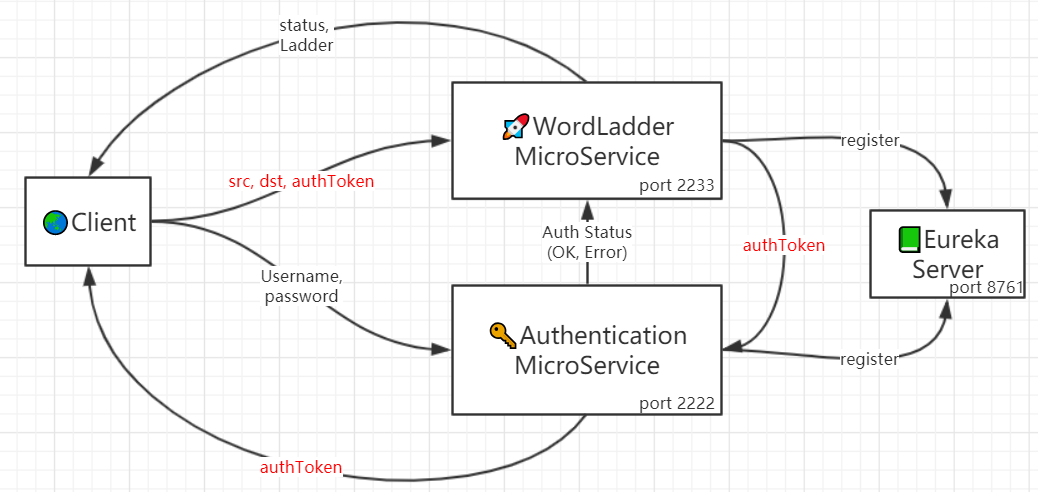 status,
Ladder
WordLadder
MicroService
port 2233
register
src, dst, authToken
Client
Auth Status
(OK, Error)
authToken
Eureka
Server
port 8761
Username,
password
Authentication
MicroService
port 2222
register
authToken